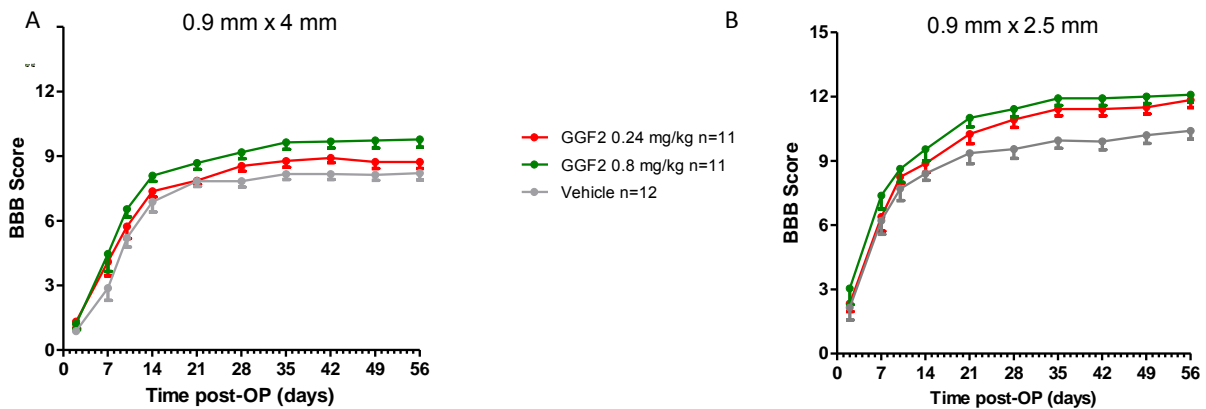 A
0.9 mm x 4 mm
BBB Score
12
9
6
3
0
0 7 14 21 28 35 42 49 56
Time post-OP (days)
GGF2 0.24 mg/kg n=11
GGF2 0.8 mg/kg n=11
Vehicle n=12
B
0.9 mm x 2.5 mm
BBB Score
15
12
9
6
3
0
0 7 14 21 28 35 42 49 56
Time post-OP (days)